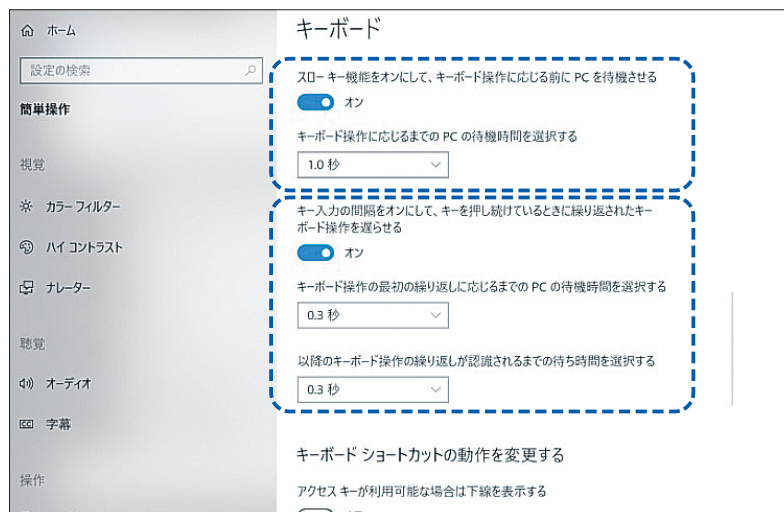 ホーム
設定の検索
簡単操作
視覚
カラー フィルター
ハイ コントラスト
ナレーター
聴覚
オーディオ
字幕
操作
キーボード
スロー キー機能をオンにして、キーボード操作に応じる前に PC を待機させる
オン
キーボード操作に応じるまでの PC の待機時間を選択する
1.0 秒
キー入力の間隔をオンにして、キーを押し続けているときに繰り返されたキー
ボード操作を遅らせる
オン
キーボード操作の最初の繰り返しに応じるまでの PC の待機時間を選択する
0.3 秒
以降のキーボード操作の繰り返しが認識されるまでの待ち時間を選択する
0.3 秒
キーボード ショートカットの動作を変更する
アクセス キーが利用可能な場合は下線を表示する